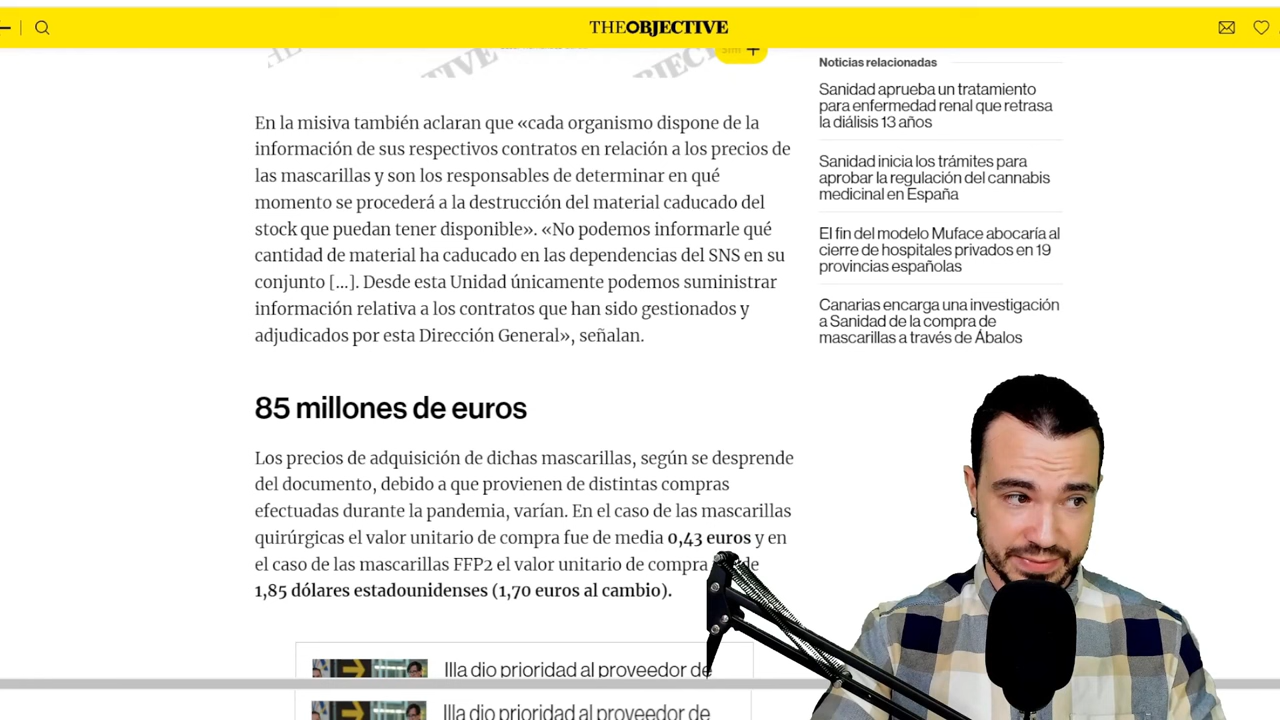 THE OBJECTIVE
Noticias relacionadas
Sanidad aprueba un tratamiento
para enfermedad renal que retrasa
la diálisis 13 años
Sanidad inicia los trámites para
aprobar la regulación del cannabis
medicinal en España
El fin del modelo Muface abocaría al
cierre de hospitales privados en 19
provincias españolas
Canarias encarga una investigación
a Sanidad de la compra de
mascarillas a través de Ábalos
En la misiva también aclaran que «cada organismo dispone de la
información de sus respectivos contratos en relación a los precios de
las mascarillas y son los responsables de determinar en qué
momento se procederá a la destrucción del material caducado del
stock que puedan tener disponible». «No podemos informarle qué
cantidad de material ha caducado en las dependencias del SNS en su
conjunto [...]. Desde esta Unidad únicamente podemos suministrar
información relativa a los contratos que han sido gestionados y
adjudicados por esta Dirección General», señalan.
85 millones de euros
Los precios de adquisición de dichas mascarillas, según se desprende
del documento, debido a que provienen de distintas compras
efectuadas durante la pandemia, varían. En el caso de las mascarillas
quirúrgicas el valor unitario de compra fue de media 0,43 euros y en
el caso de las mascarillas FFP2 el valor unitario de compra de
1,85 dólares estadounidenses (1,70 euros al cambio).
Illa dio prioridad al proveedor de
Illa dio prioridad al proveedor de